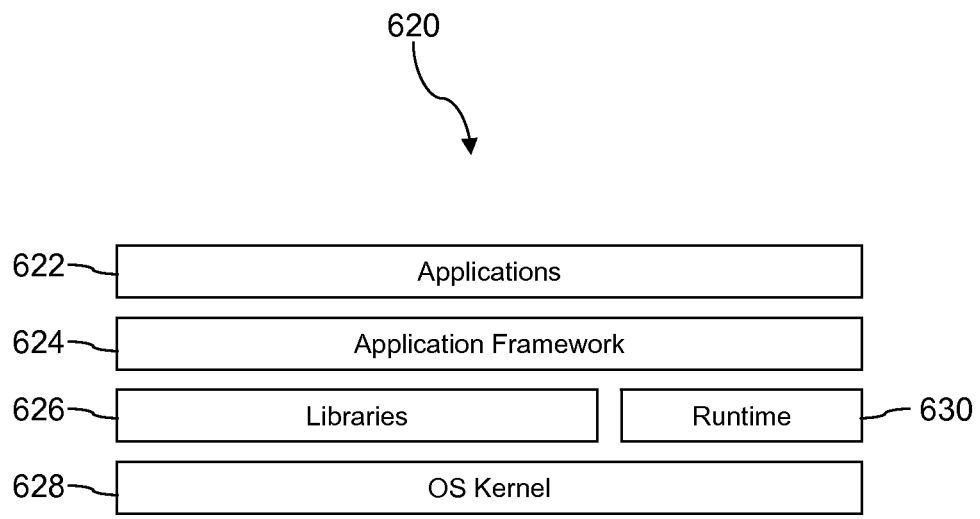 620
622 Applications
624 Application Framework
626 Libraries Runtime 630
628 OS Kernel